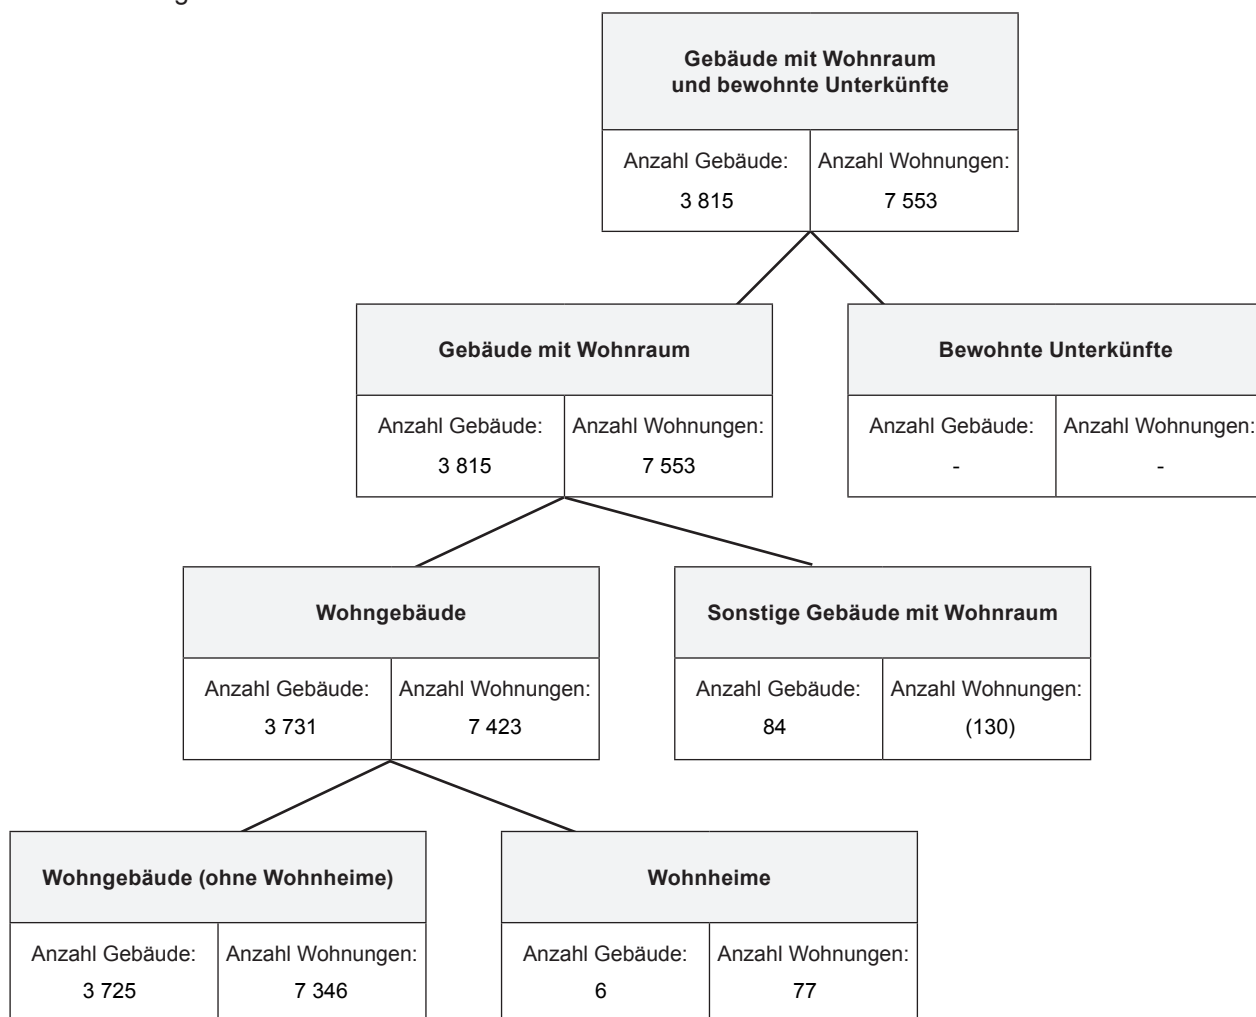 Gebäude mit Wohnraum
und bewohnte Unterkünfte
Anzahl Gebäude: Anzahl Wohnungen:
3 815 7 553
Gebäude mit Wohnraum
Anzahl Gebäude: Anzahl Wohnungen:
3 815 7 553
Bewohnte Unterkünfte
Anzahl Gebäude: Anzahl Wohnungen:
- -
Wohngebäude
Anzahl Gebäude: Anzahl Wohnungen:
3 731 7 423
Sonstige Gebäude mit Wohnraum
Anzahl Gebäude: Anzahl Wohnungen:
84 (130)
Wohngebäude (ohne Wohnheime)
Anzahl Gebäude: Anzahl Wohnungen:
3 725 7 346
Wohnheime
Anzahl Gebäude: Anzahl Wohnungen:
6 77